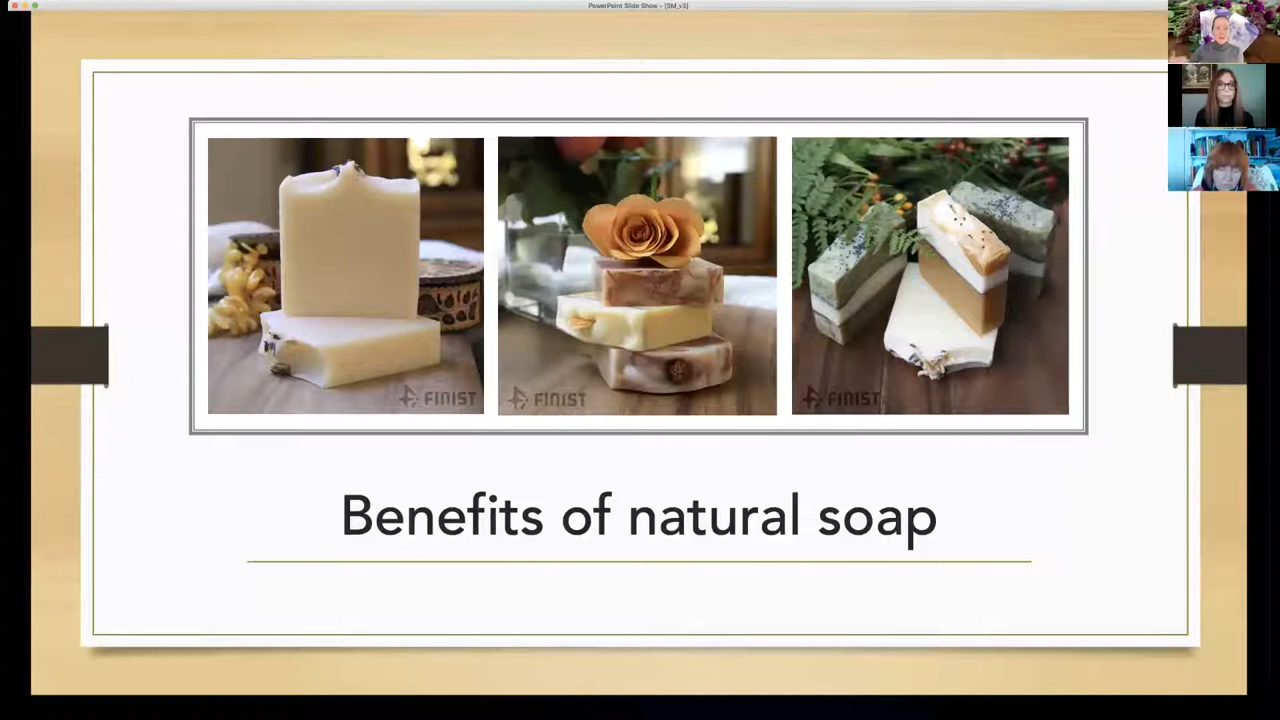 PowerPoint Slide Show - [SM_v3]
FINIST
FINIST
FINIST
Benefits of natural soap